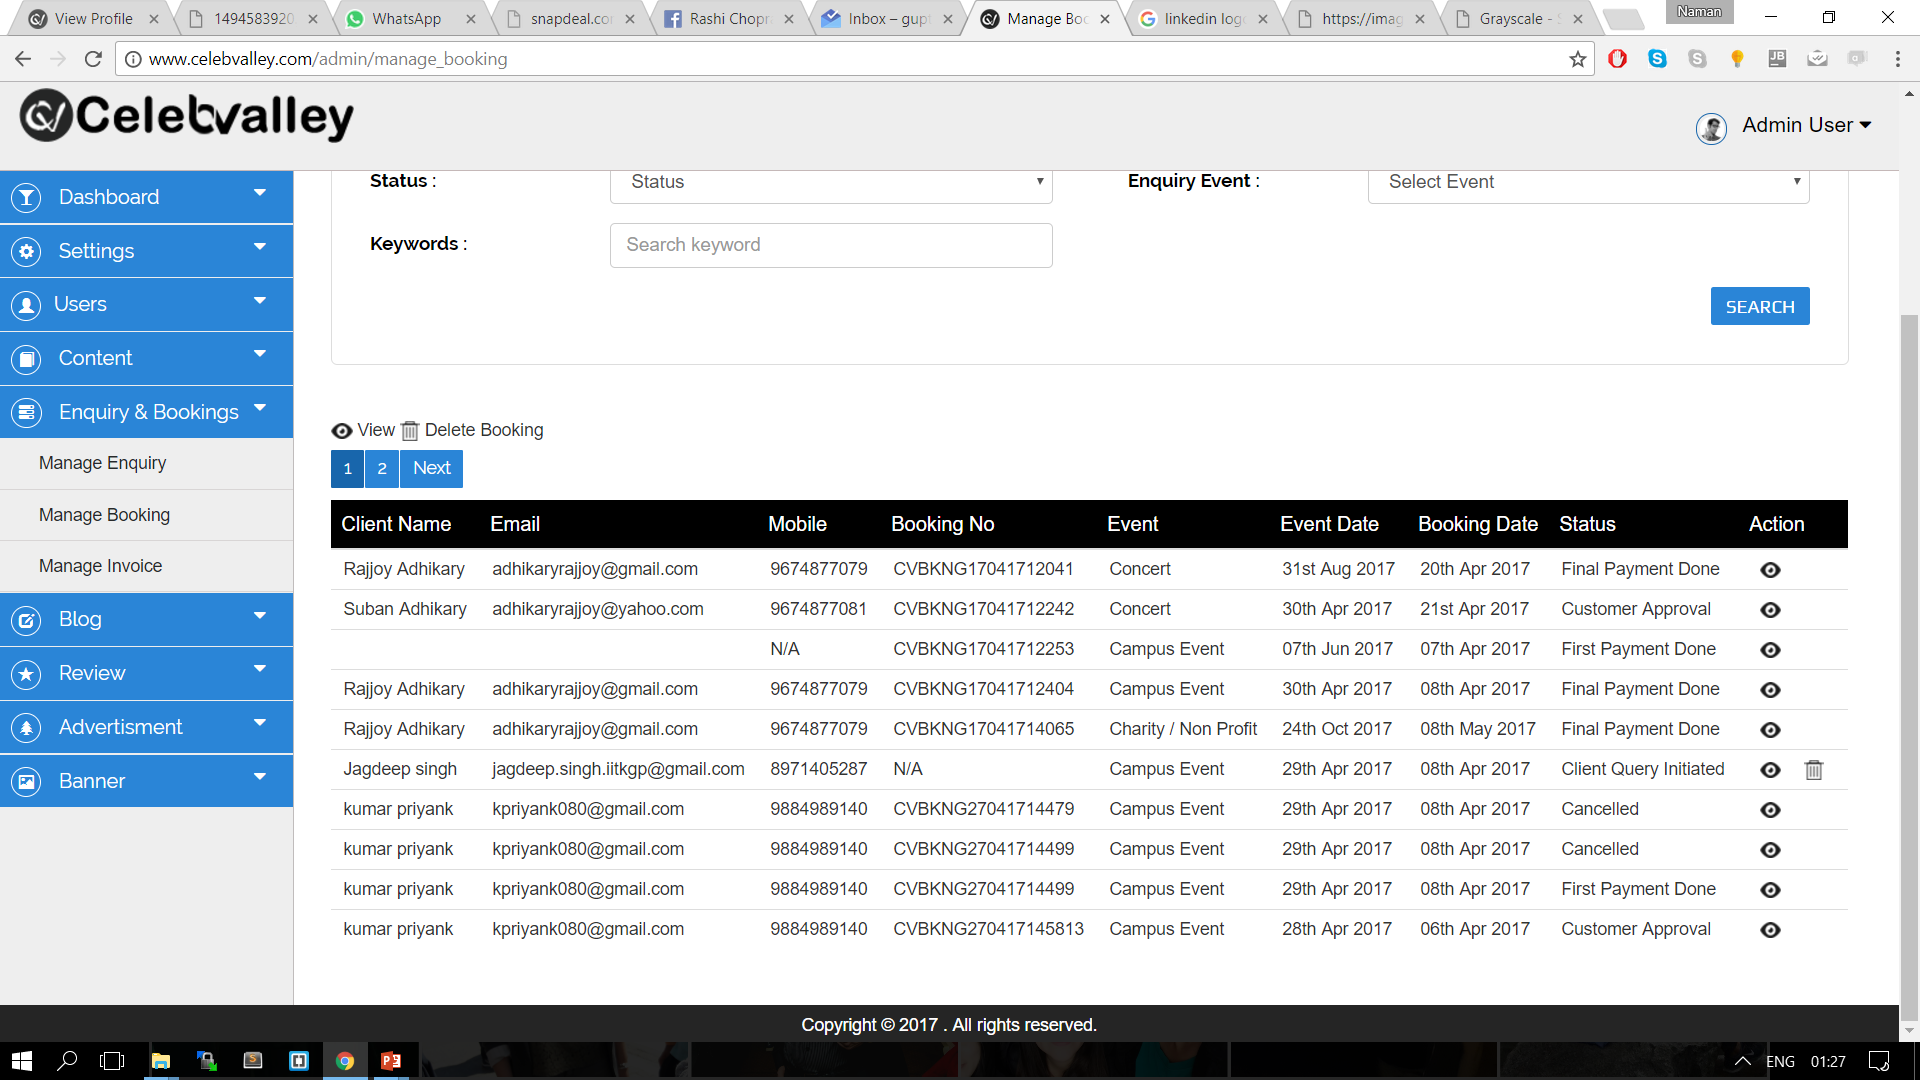 View Profile
1494583920
WhatsApp
snapdeal.co
Rashi Chopr
Inbox – gupt
Manage Boo
linkedin log
https://imag
Grayscale - S
Naman
www.celebvalley.com/admin/manage_booking
Celebvalley
Admin User
Status :
Status
Enquiry Event :
Select Event
Keywords :
Search keyword
SEARCH
Dashboard
Settings
Users
Content
Enquiry & Bookings
Manage Enquiry
Manage Booking
Manage Invoice
Blog
Review
Advertisment
Banner
View Delete Booking
1 2 Next
Client Name Email Mobile Booking No Event Event Date Booking Date Status Action
Rajjoy Adhikary adhikaryrajjoy@gmail.com 9674877079 CVBKNG17041712041 Concert 31st Aug 2017 20th Apr 2017 Final Payment Done
Suban Adhikary adhikaryrajjoy@yahoo.com 9674877081 CVBKNG17041712242 Concert 30th Apr 2017 21st Apr 2017 Customer Approval
N/A CVBKNG17041712253 Campus Event 07th Jun 2017 07th Apr 2017 First Payment Done
Rajjoy Adhikary adhikaryrajjoy@gmail.com 9674877079 CVBKNG17041712404 Campus Event 30th Apr 2017 08th Apr 2017 Final Payment Done
Rajjoy Adhikary adhikaryrajjoy@gmail.com 9674877079 CVBKNG17041714065 Charity / Non Profit 24th Oct 2017 08th May 2017 Final Payment Done
Jagdeep singh jagdeep.singh.iitkgp@gmail.com 8971405287 N/A Campus Event 29th Apr 2017 08th Apr 2017 Client Query Initiated
kumar priyank kpriyank080@gmail.com 9884989140 CVBKNG27041714479 Campus Event 29th Apr 2017 08th Apr 2017 Cancelled
kumar priyank kpriyank080@gmail.com 9884989140 CVBKNG27041714499 Campus Event 29th Apr 2017 08th Apr 2017 Cancelled
kumar priyank kpriyank080@gmail.com 9884989140 CVBKNG27041714499 Campus Event 29th Apr 2017 08th Apr 2017 First Payment Done
kumar priyank kpriyank080@gmail.com 9884989140 CVBKNG270417145813 Campus Event 28th Apr 2017 06th Apr 2017 Customer Approval
Copyright © 2017 . All rights reserved.
ENG 01:27